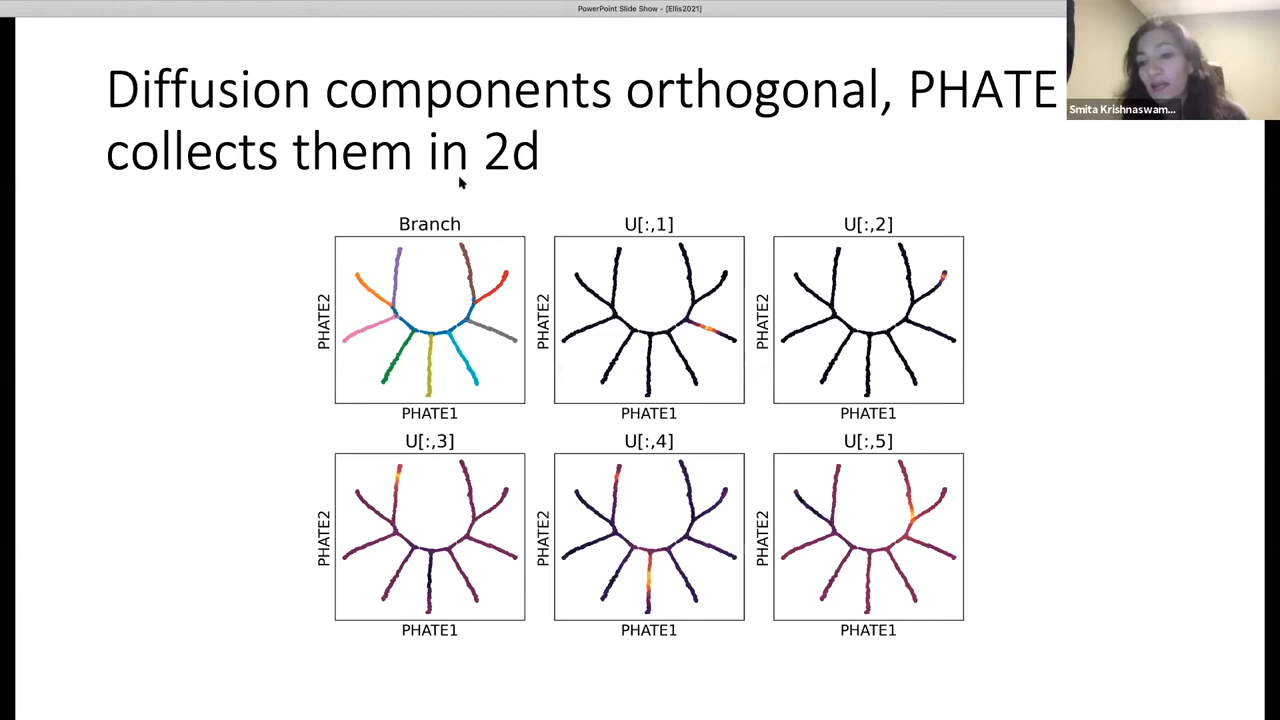 PowerPoint Slide Show - [Ellis2021]
Smita Krishnaswam...
Diffusion components orthogonal, PHATE
collects them in 2d
Branch
U[:,1]
U[:,2]
PHATE2
PHATE2
PHATE2
PHATE1
PHATE1
PHATE1
U[:,3]
U[:,4]
U[:,5]
PHATE2
PHATE2
PHATE2
PHATE1
PHATE1
PHATE1